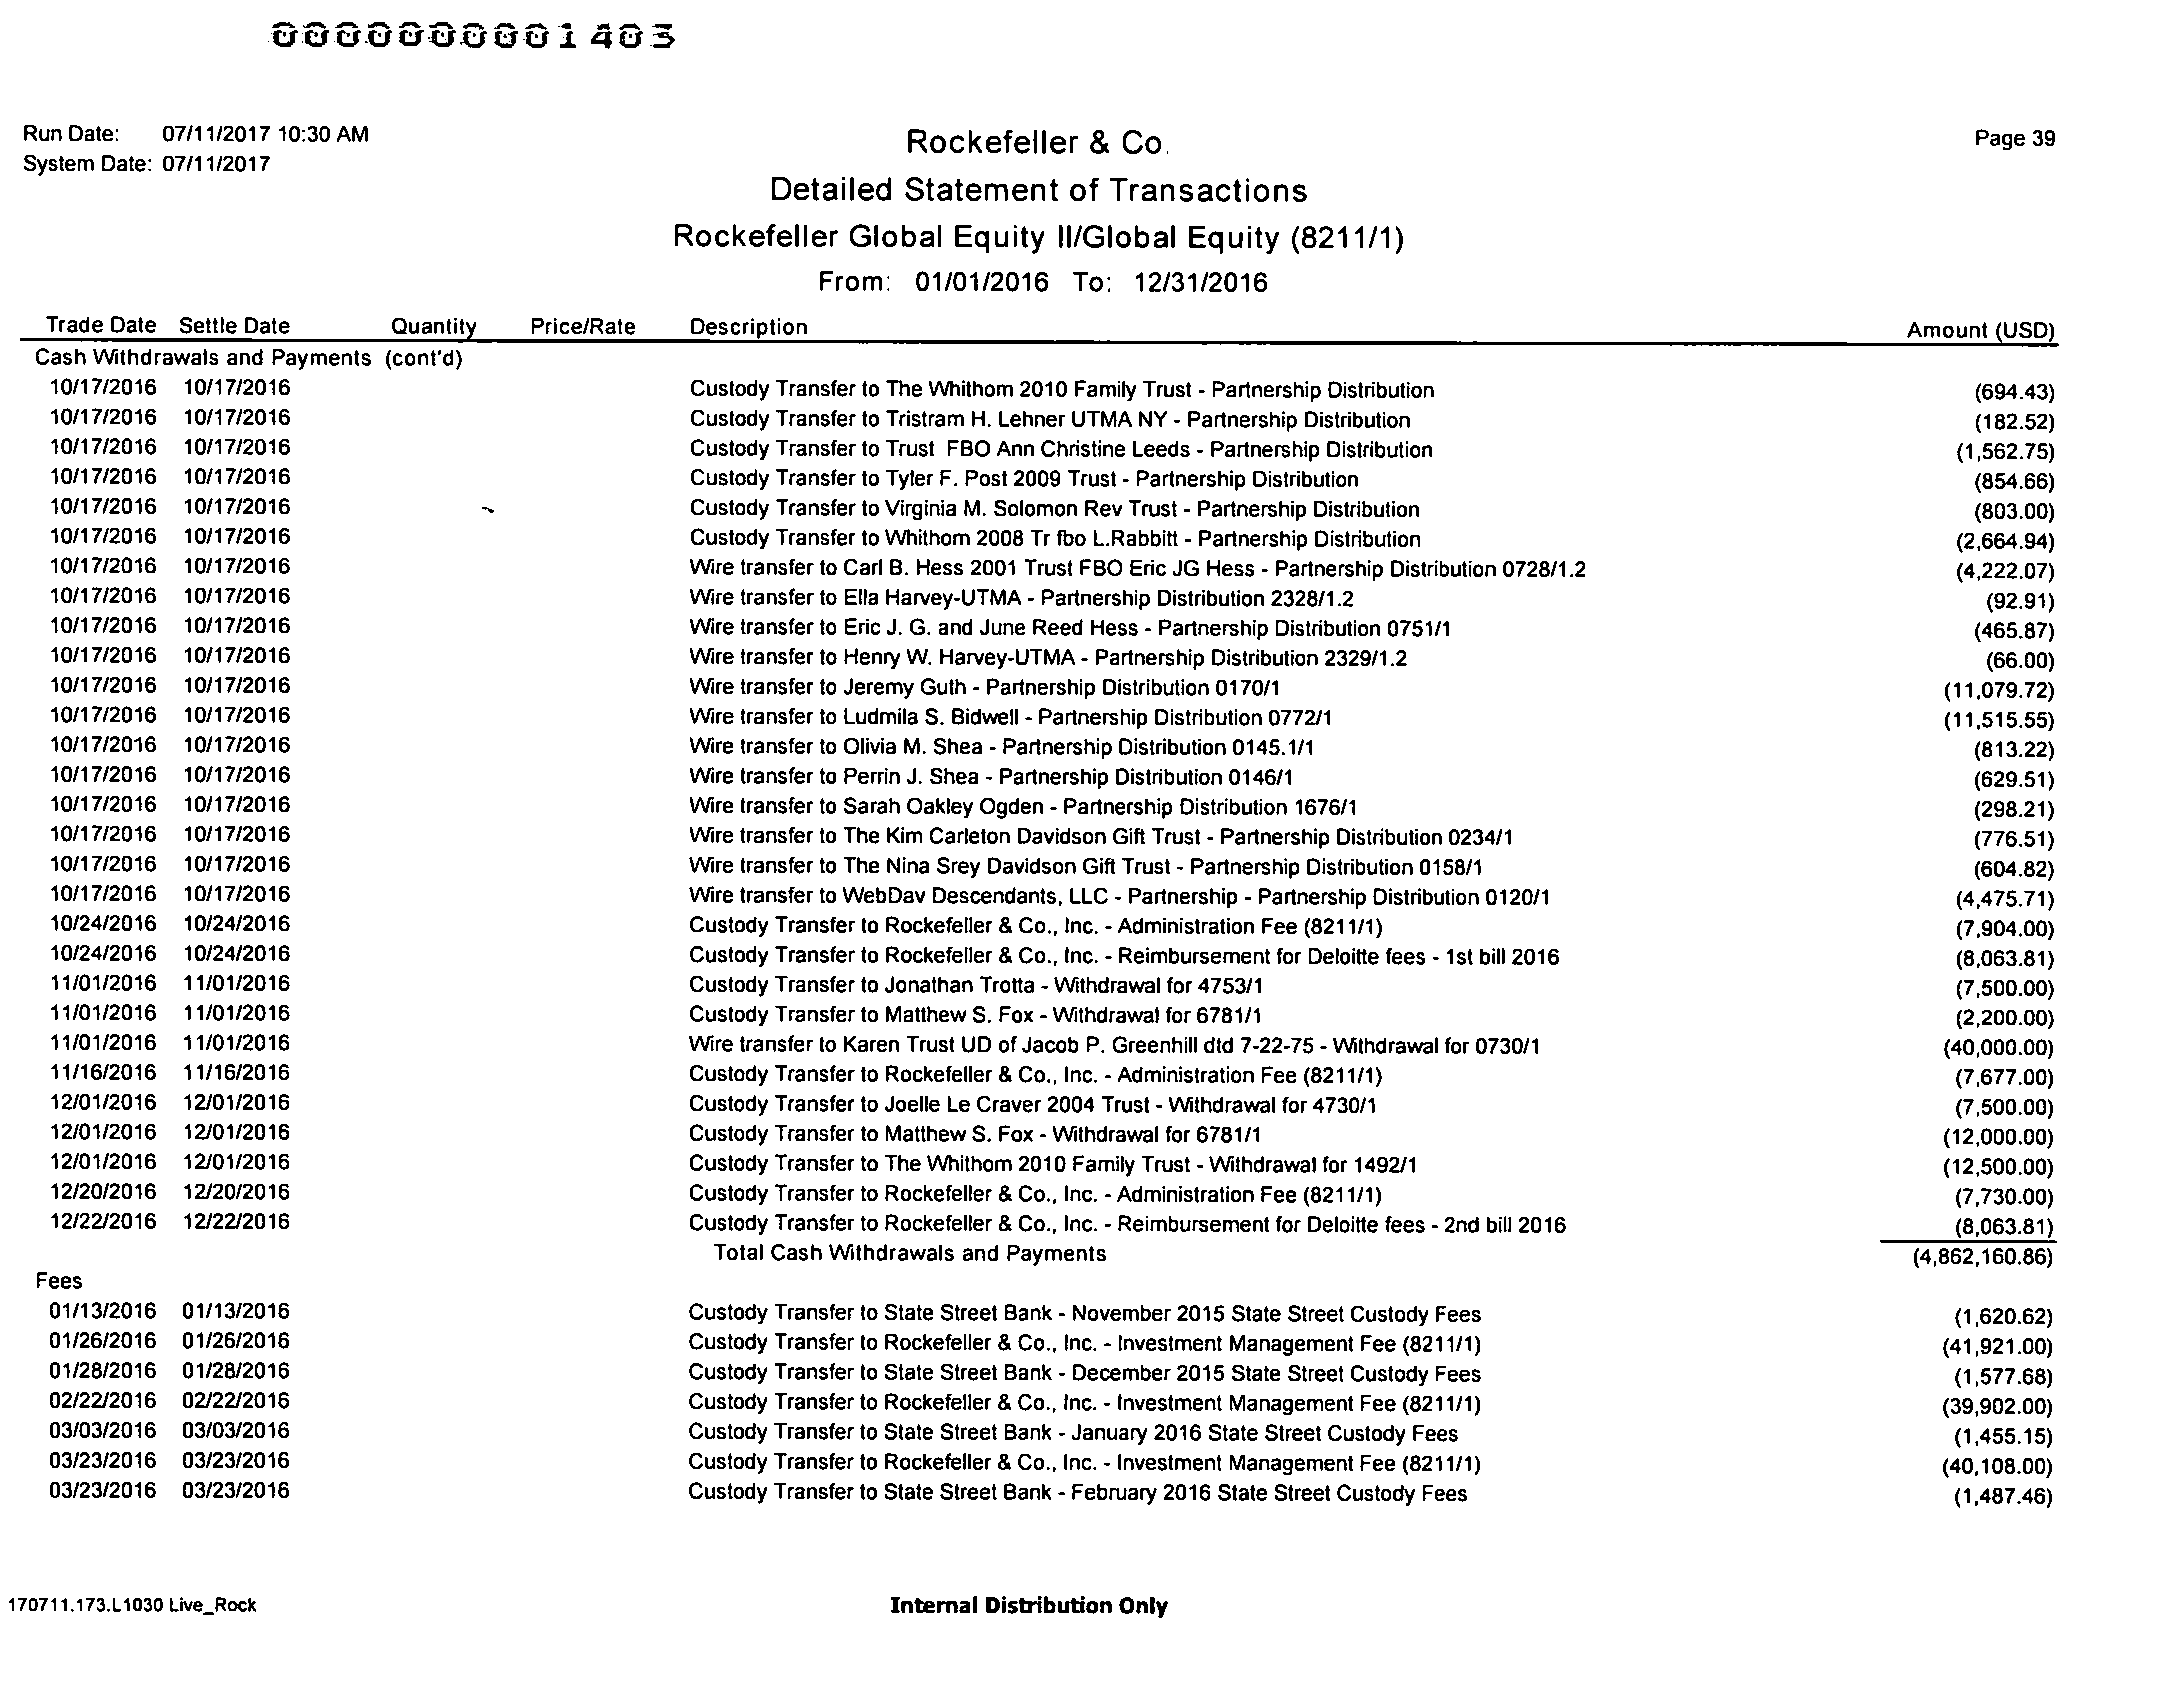 0000000001403
Run Date: 07/11/2017 10:30 AM
System Date: 07/11/2017
Rockefeller & Co.
Page 39
Detailed Statement of Transactions
Rockefeller Global Equity II/Global Equity (8211/1)
From: 01/01/2016 To: 12/31/2016
Trade Date Settle Date Quantity Price/Rate Description Amount (USD)
Cash Withdrawals and Payments (cont'd)
10/17/2016 10/17/2016 Custody Transfer to The Whithom 2010 Family Trust - Partnership Distribution (694.43)
10/17/2016 10/17/2016 Custody Transfer to Tristram H. Lehner UTMA NY - Partnership Distribution (182.52)
10/17/2016 10/17/2016 Custody Transfer to Trust FBO Ann Christine Leeds - Partnership Distribution (1,562.75)
10/17/2016 10/17/2016 Custody Transfer to Tyler F. Post 2009 Trust - Partnership Distribution (854.66)
10/17/2016 10/17/2016 Custody Transfer to Virginia M. Solomon Rev Trust - Partnership Distribution (803.00)
10/17/2016 10/17/2016 Custody Transfer to Whithom 2008 Tr fbo L.Rabbitt - Partnership Distribution (2,664.94)
10/17/2016 10/17/2016 Wire transfer to Carl B. Hess 2001 Trust FBO Eric JG Hess - Partnership Distribution 0728/1.2 (4,222.07)
10/17/2016 10/17/2016 Wire transfer to Ella Harvey-UTMA - Partnership Distribution 2328/1.2 (92.91)
10/17/2016 10/17/2016 Wire transfer to Eric J. G. and June Reed Hess - Partnership Distribution 0751/1 (465.87)
10/17/2016 10/17/2016 Wire transfer to Henry W. Harvey-UTMA - Partnership Distribution 2329/1.2 (66.00)
10/17/2016 10/17/2016 Wire transfer to Jeremy Guth - Partnership Distribution 0170/1 (11,079.72)
10/17/2016 10/17/2016 Wire transfer to Ludmila S. Bidwell - Partnership Distribution 0772/1 (11,515.55)
10/17/2016 10/17/2016 Wire transfer to Olivia M. Shea - Partnership Distribution 0145.1/1 (813.22)
10/17/2016 10/17/2016 Wire transfer to Perrin J. Shea - Partnership Distribution 0146/1 (629.51)
10/17/2016 10/17/2016 Wire transfer to Sarah Oakley Ogden - Partnership Distribution 1676/1 (298.21)
10/17/2016 10/17/2016 Wire transfer to The Kim Carleton Davidson Gift Trust - Partnership Distribution 0234/1 (776.51)
10/17/2016 10/17/2016 Wire transfer to The Nina Srey Davidson Gift Trust - Partnership Distribution 0158/1 (604.82)
10/17/2016 10/17/2016 Wire transfer to WebDav Descendants, LLC - Partnership - Partnership Distribution 0120/1 (4,475.71)
10/24/2016 10/24/2016 Custody Transfer to Rockefeller & Co., Inc. - Administration Fee (8211/1) (7,904.00)
10/24/2016 10/24/2016 Custody Transfer to Rockefeller & Co., Inc. - Reimbursement for Deloitte fees - 1st bill 2016 (8,063.81)
11/01/2016 11/01/2016 Custody Transfer to Jonathan Trotta - Withdrawal for 4753/1 (7,500.00)
11/01/2016 11/01/2016 Custody Transfer to Matthew S. Fox - Withdrawal for 6781/1 (2,200.00)
11/01/2016 11/01/2016 Wire transfer to Karen Trust UD of Jacob P. Greenhill dtd 7-22-75 - Withdrawal for 0730/1 (40,000.00)
11/16/2016 11/16/2016 Custody Transfer to Rockefeller & Co., Inc. - Administration Fee (8211/1) (7,677.00)
12/01/2016 12/01/2016 Custody Transfer to Joelle Le Craver 2004 Trust - Withdrawal for 4730/1 (7,500.00)
12/01/2016 12/01/2016 Custody Transfer to Matthew S. Fox - Withdrawal for 6781/1 (12,000.00)
12/01/2016 12/01/2016 Custody Transfer to The Whithom 2010 Family Trust - Withdrawal for 1492/1 (12,500.00)
12/20/2016 12/20/2016 Custody Transfer to Rockefeller & Co., Inc. - Administration Fee (8211/1) (7,730.00)
12/22/2016 12/22/2016 Custody Transfer to Rockefeller & Co., Inc. - Reimbursement for Deloitte fees - 2nd bill 2016 (8,063.81)
Total Cash Withdrawals and Payments (4,862,160.86)
Fees
01/13/2016 01/13/2016 Custody Transfer to State Street Bank - November 2015 State Street Custody Fees (1,620.62)
01/26/2016 01/26/2016 Custody Transfer to Rockefeller & Co., Inc. - Investment Management Fee (8211/1) (41,921.00)
01/28/2016 01/28/2016 Custody Transfer to State Street Bank - December 2015 State Street Custody Fees (1,577.68)
02/22/2016 02/22/2016 Custody Transfer to Rockefeller & Co., Inc. - Investment Management Fee (8211/1) (39,902.00)
03/03/2016 03/03/2016 Custody Transfer to State Street Bank - January 2016 State Street Custody Fees (1,455.15)
03/23/2016 03/23/2016 Custody Transfer to Rockefeller & Co., Inc. - Investment Management Fee (8211/1) (40,108.00)
03/23/2016 03/23/2016 Custody Transfer to State Street Bank - February 2016 State Street Custody Fees (1,487.46)
170711.173.L1030 Live_Rock
Internal Distribution Only